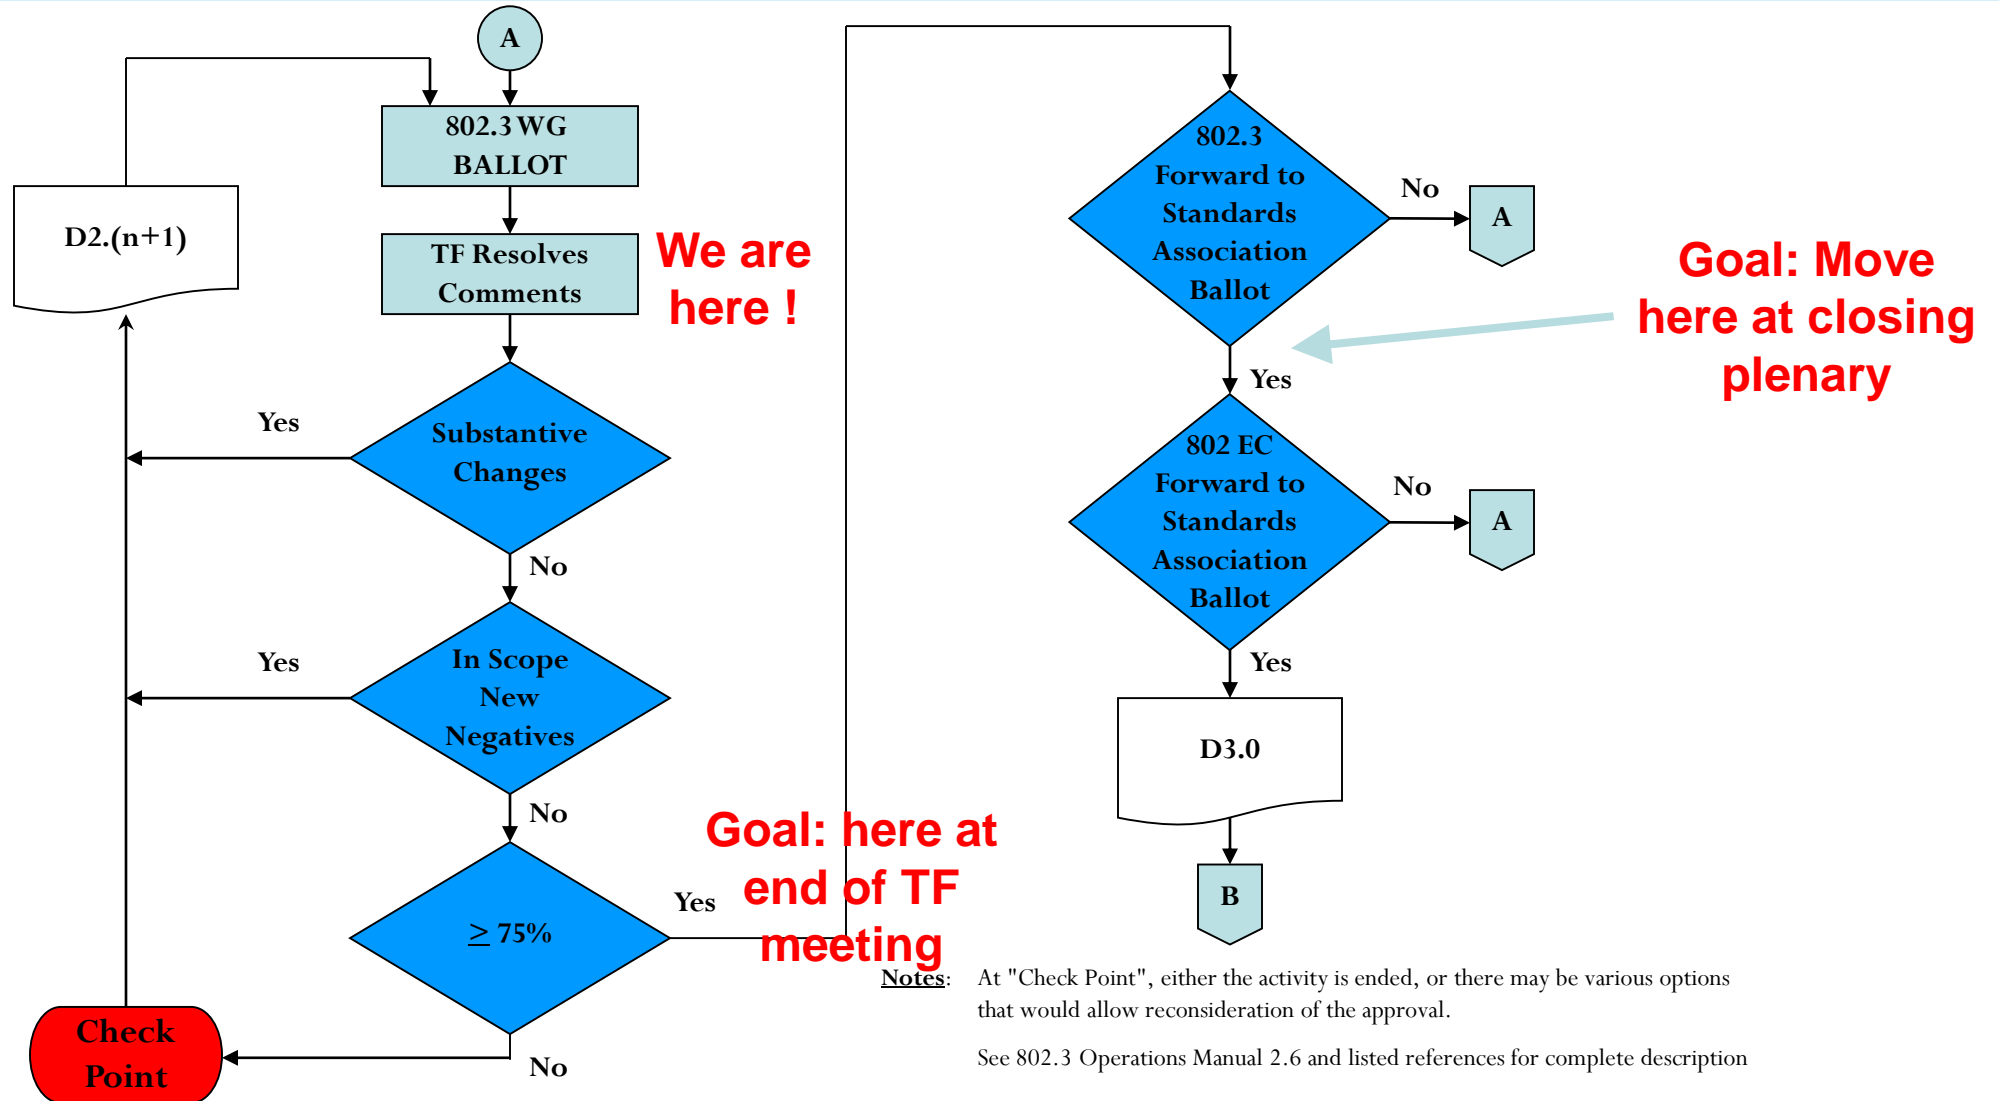 A
802.3 WG
BALLOT
D2.(n+1)
TF Resolves
Comments
We are
here !
Yes
Substantive
Changes
No
Yes
In Scope
New
Negatives
No
Goal: here at
end of TF
meeting
Yes
≥ 75%
No
Check
Point
802.3
Forward to
Standards
Association
Ballot
No
A
Goal: Move
here at closing
plenary
Yes
802 EC
Forward to
Standards
Association
Ballot
No
A
Yes
D3.0
B
Notes: At "Check Point", either the activity is ended, or there may be various options
that would allow reconsideration of the approval.
See 802.3 Operations Manual 2.6 and listed references for complete description